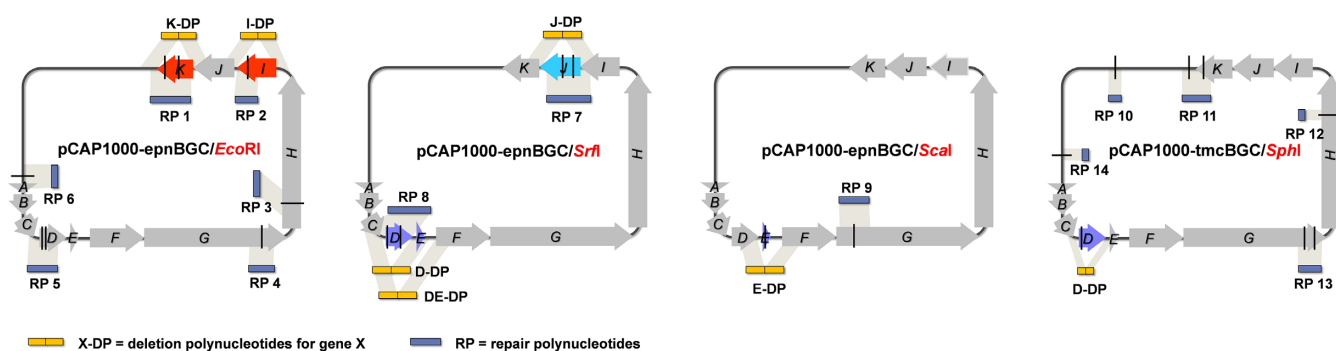 K-DP I-DP
K J I
RP 1 RP 2
pCAP1000-epnBGC/EcoRI
H
A
B
C
RP 6
RP 3
D E F G
RP 5
RP 4
J-DP
K J I
RP 7
pCAP1000-epnBGC/SrfI
H
A
B
C
RP 8
D E F G
D-DP
DE-DP
K J I
pCAP1000-epnBGC/ScaI
H
A
B
C
RP 9
D E F G
E-DP
K J I
RP 10 RP 11
RP 12
pCAP1000-tmcBGC/SphI
H
RP 14
A
B
C
D E F G
D-DP
RP 13
X-DP = deletion polynucleotides for gene X RP = repair polynucleotides